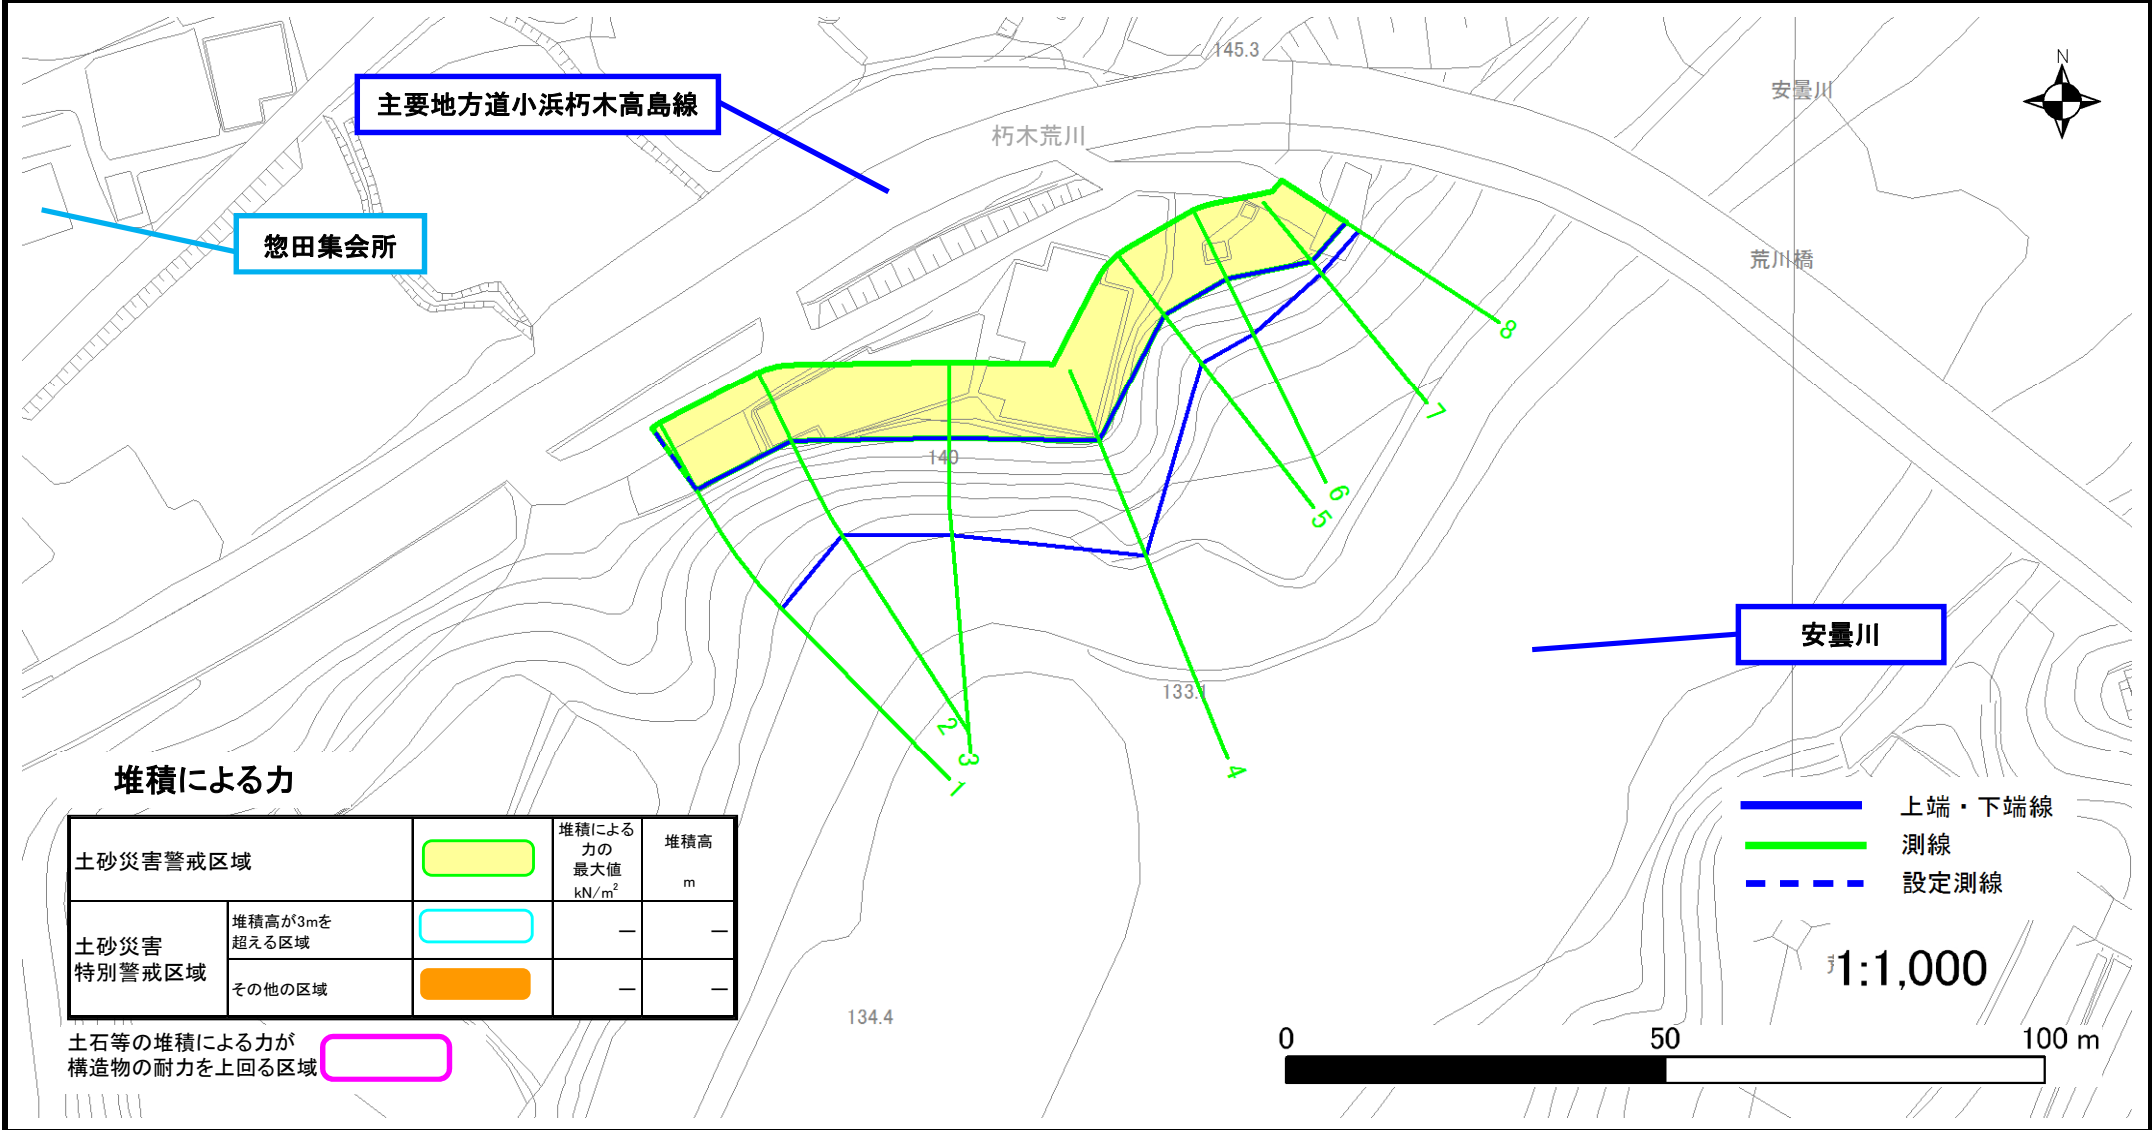 145.3
N
安曇川
主要地方道小浜朽木高島線
朽木荒川
惣田集会所
荒川橋
8
7
140
6
5
安曇川
133.1
2
3
4
1
堆積による力
土砂災害警戒区域
堆積による
力の
最大値
kN/m²
堆積高
m
土砂災害
特別警戒区域
堆積高が3mを
超える区域
－ －
その他の区域
－ －
土石等の堆積による力が
構造物の耐力を上回る区域
上端・下端線
測線
設定測線
1:1,000
134.4
0 50 100 m